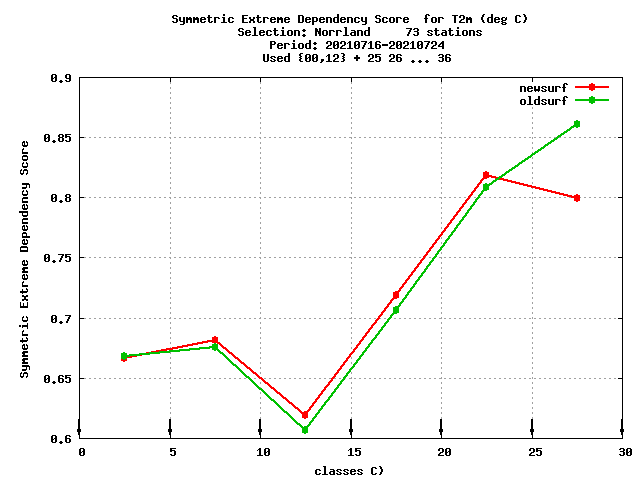 Symmetric Extreme Dependency Score  for T2m (deg C)
Selection: Norrland     73 stations
Period: 20210716-20210724
Used {00,12} + 25 26 ... 36
newsurf
oldsurf
Symmetric Extreme Dependency Score
0.9
0.85
0.8
0.75
0.7
0.65
0.6
0 5 10 15 20 25 30
classes C)